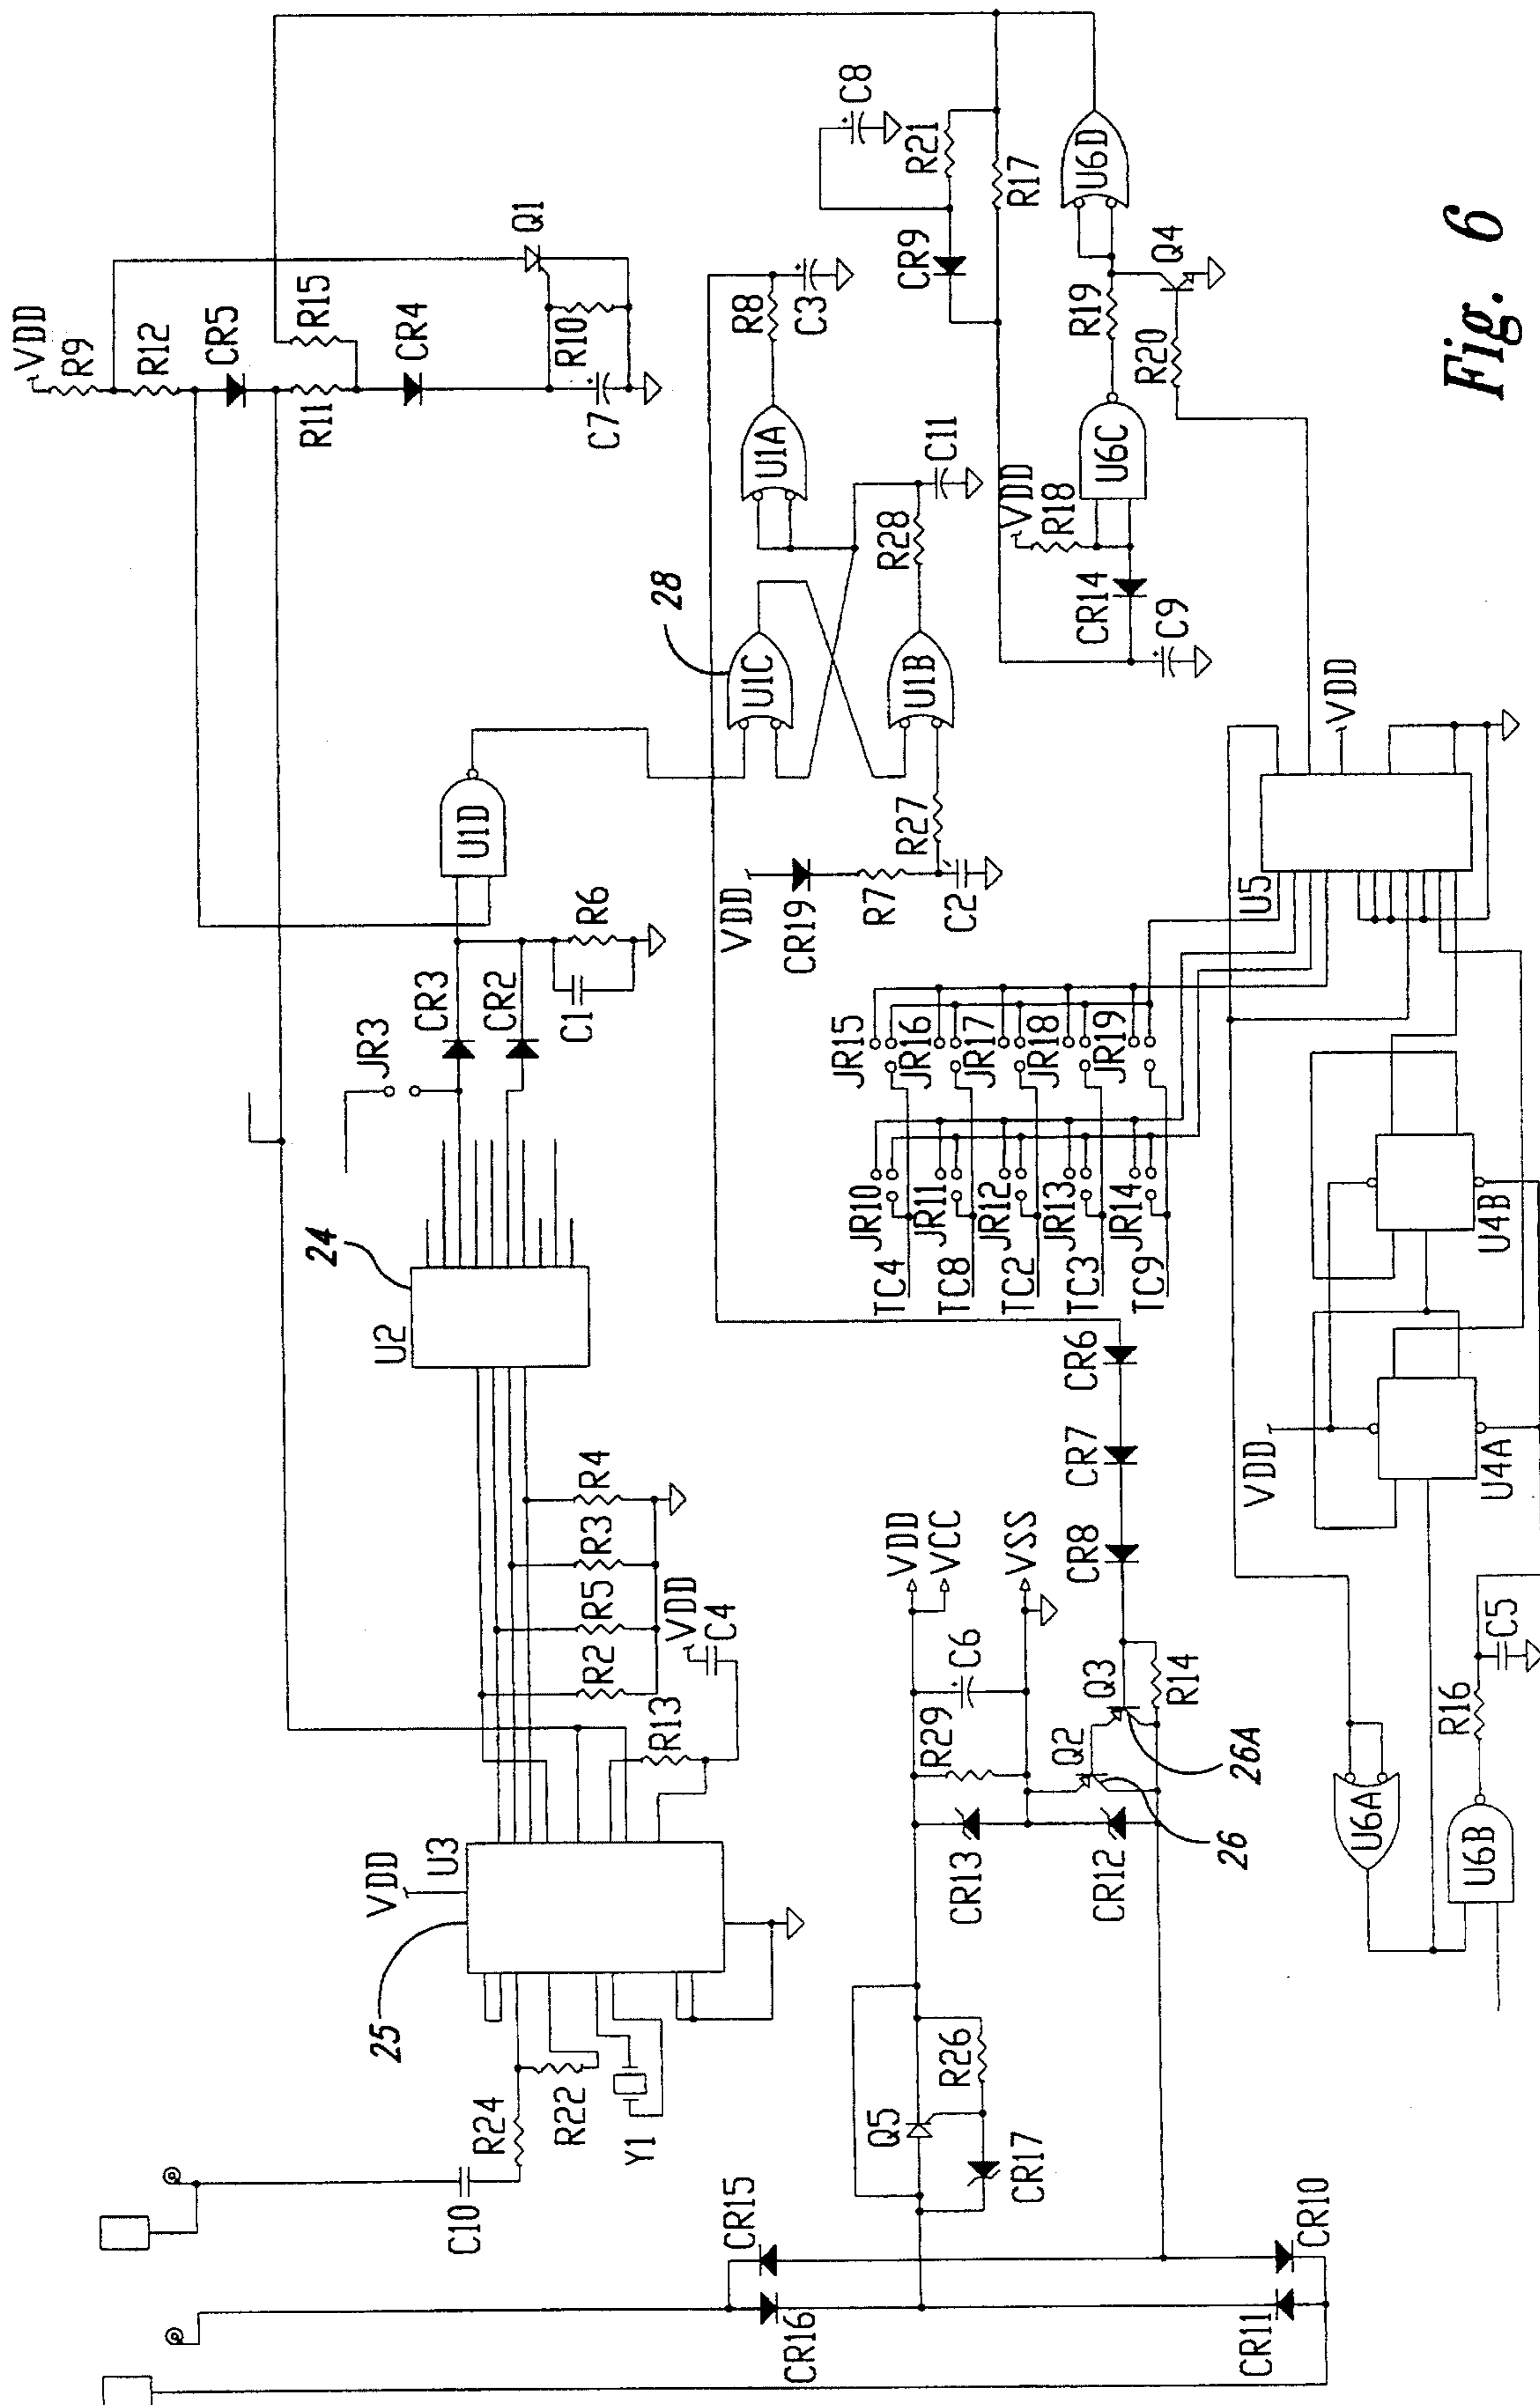 VDD
R9
R12
CR5
R11
R15
CR4
Q1
R10
C7
JR3
CR3
CR2
C1
R6
U1D
24
U2
R4
R3
R5
R2
VDD
C4
R13
25
VDD
U3
R24
R22
Y1
C10
28
U1C
U1A
R8
C3
C8
R21
CR9
R17
U1B
R28
C11
R27
VDD
CR19
R7
C2
U6D
Q4
R19
R20
U6C
VDD
R18
CR14
C9
JR15
JR16
JR17
JR18
JR19
JR10
JR11
JR12
JR13
JR14
TC4
TC8
TC2
TC3
TC9
U5
VDD
CR6
CR7
CR8
VDD
VCC
VSS
C6
R29
Q2
Q3
R14
26A
26
CR13
CR12
Q5
R26
CR17
CR15
CR16
CR10
CR11
VDD
U4B
U4A
C5
R16
U6A
U6B
Fig. 6